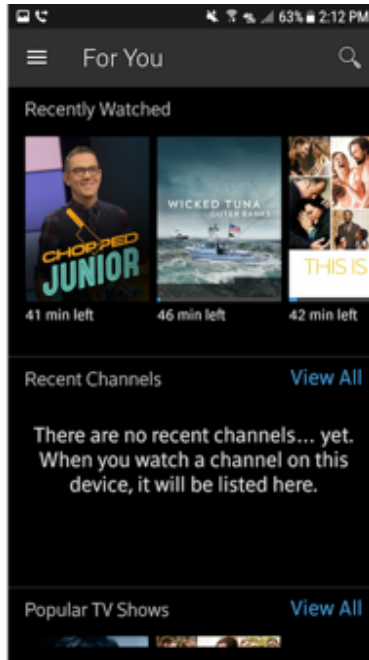 63% 2:12 PM
For You
Recently Watched
CHOPPED
JUNIOR
WICKED TUNA
OUTER BANKS
THIS IS
41 min left
46 min left
42 min left
Recent Channels
View All
There are no recent channels... yet.
When you watch a channel on this
device, it will be listed here.
Popular TV Shows
View All